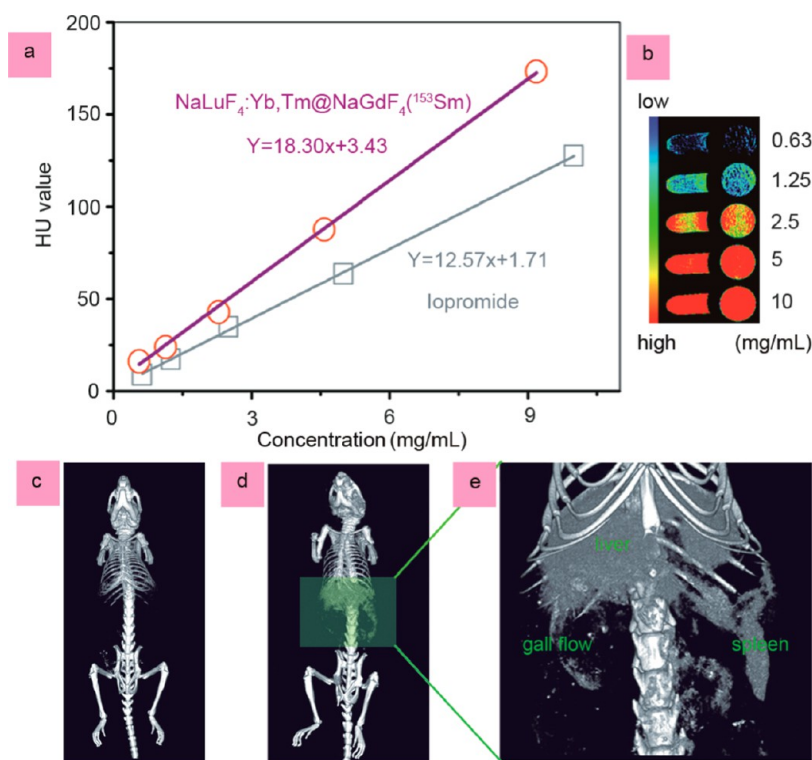 a
200
150
100
50
0
HU value
NaLuF₄:Yb,Tm@NaGdF₄(¹⁵³Sm)
Y=18.30x+3.43
Y=12.57x+1.71
Iopromide
0
3
6
9
Concentration (mg/mL)
b
low
0.63
1.25
2.5
5
10
high
(mg/mL)
c
d
e
liver
gall flow
spleen